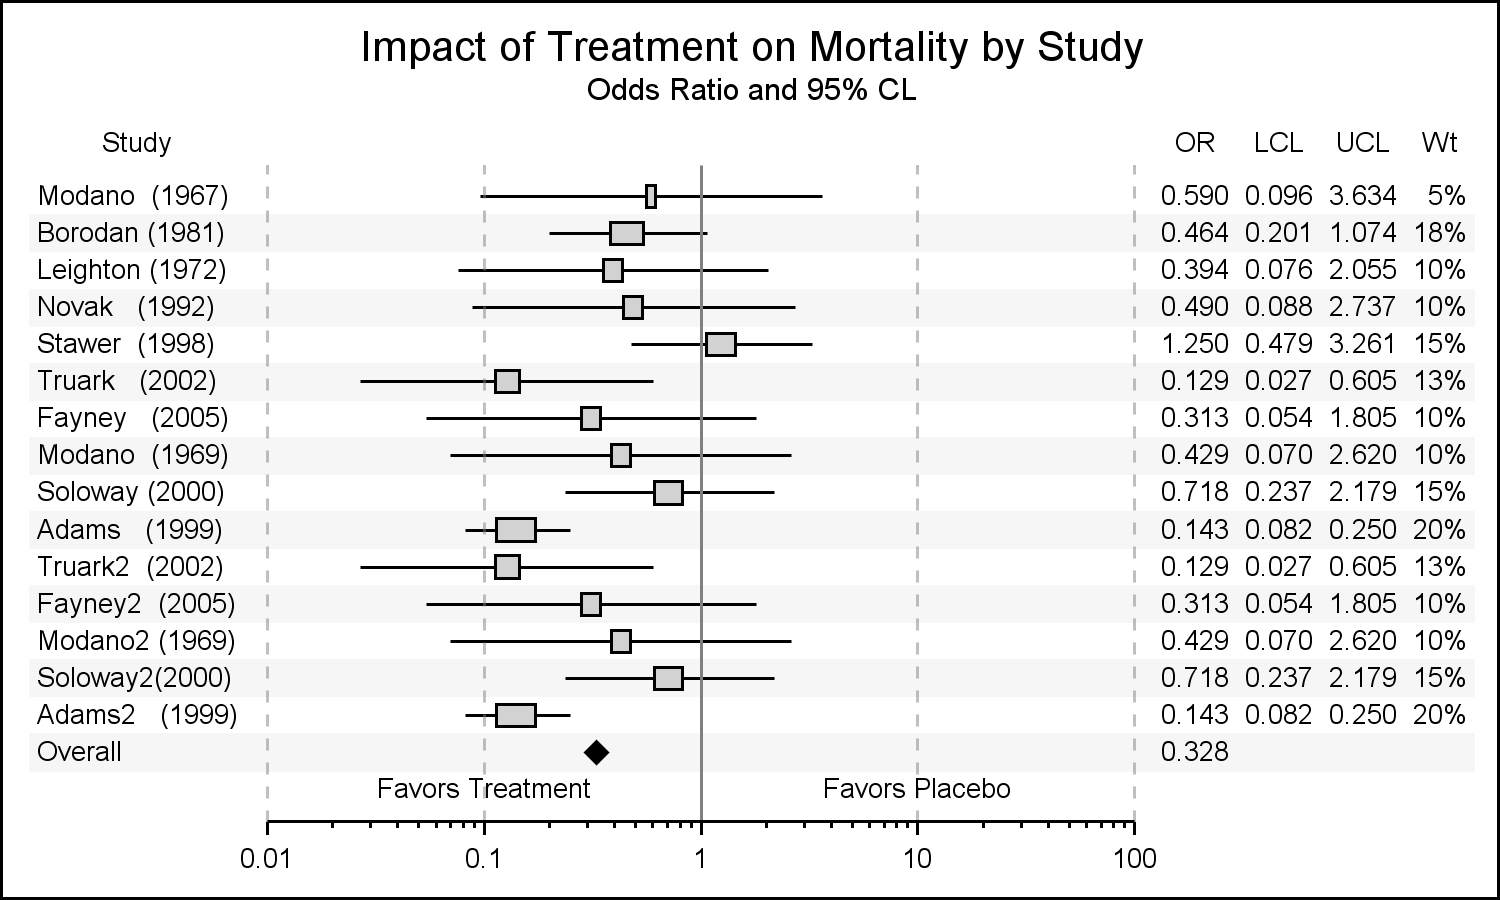 Impact of Treatment on Mortality by Study
Odds Ratio and 95% CL
Study OR LCL UCL Wt
Modano (1967) 0.590 0.096 3.634 5%
Borodan (1981) 0.464 0.201 1.074 18%
Leighton (1972) 0.394 0.076 2.055 10%
Novak (1992) 0.490 0.088 2.737 10%
Stawer (1998) 1.250 0.479 3.261 15%
Truark (2002) 0.129 0.027 0.605 13%
Fayney (2005) 0.313 0.054 1.805 10%
Modano (1969) 0.429 0.070 2.620 10%
Soloway (2000) 0.718 0.237 2.179 15%
Adams (1999) 0.143 0.082 0.250 20%
Truark2 (2002) 0.129 0.027 0.605 13%
Fayney2 (2005) 0.313 0.054 1.805 10%
Modano2 (1969) 0.429 0.070 2.620 10%
Soloway2(2000) 0.718 0.237 2.179 15%
Adams2 (1999) 0.143 0.082 0.250 20%
Overall 0.328
Favors Treatment Favors Placebo
0.01 0.1 1 10 100